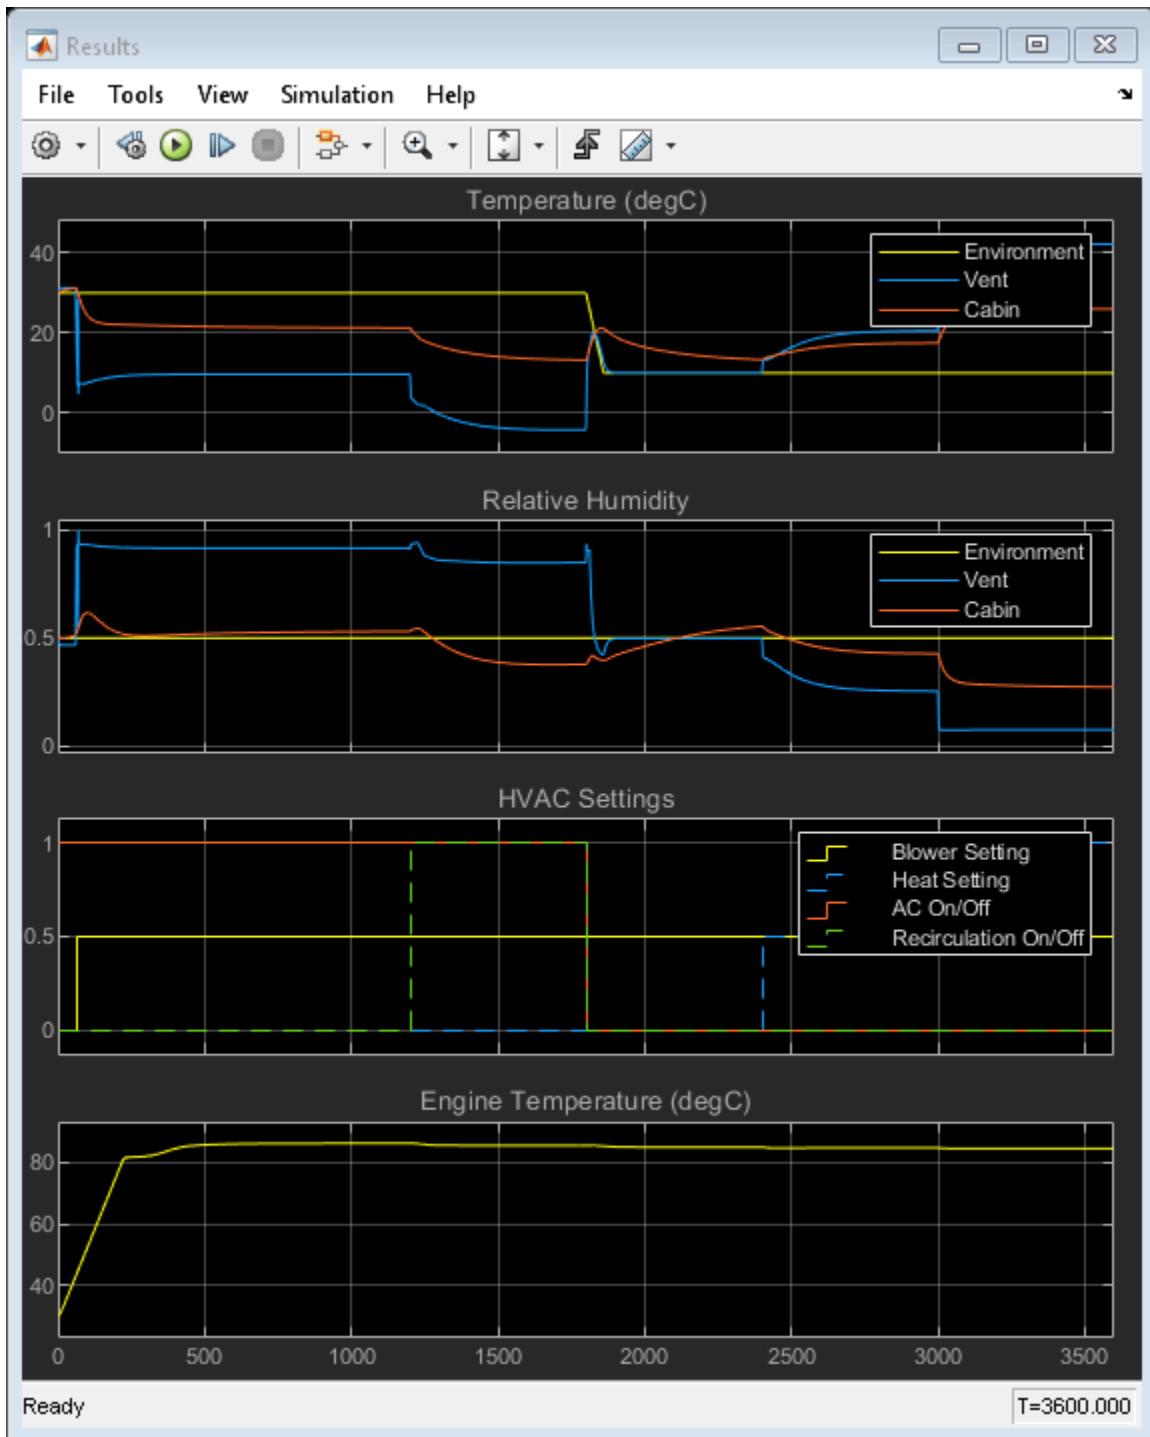 Results
File Tools View Simulation Help
Temperature (degC)
40
20
0
Environment
Vent
Cabin
Relative Humidity
1
0.5
0
Environment
Vent
Cabin
HVAC Settings
1
0.5
0
Blower Setting
Heat Setting
AC On/Off
Recirculation On/Off
Engine Temperature (degC)
80
60
40
0 500 1000 1500 2000 2500 3000 3500
Ready T=3600.000